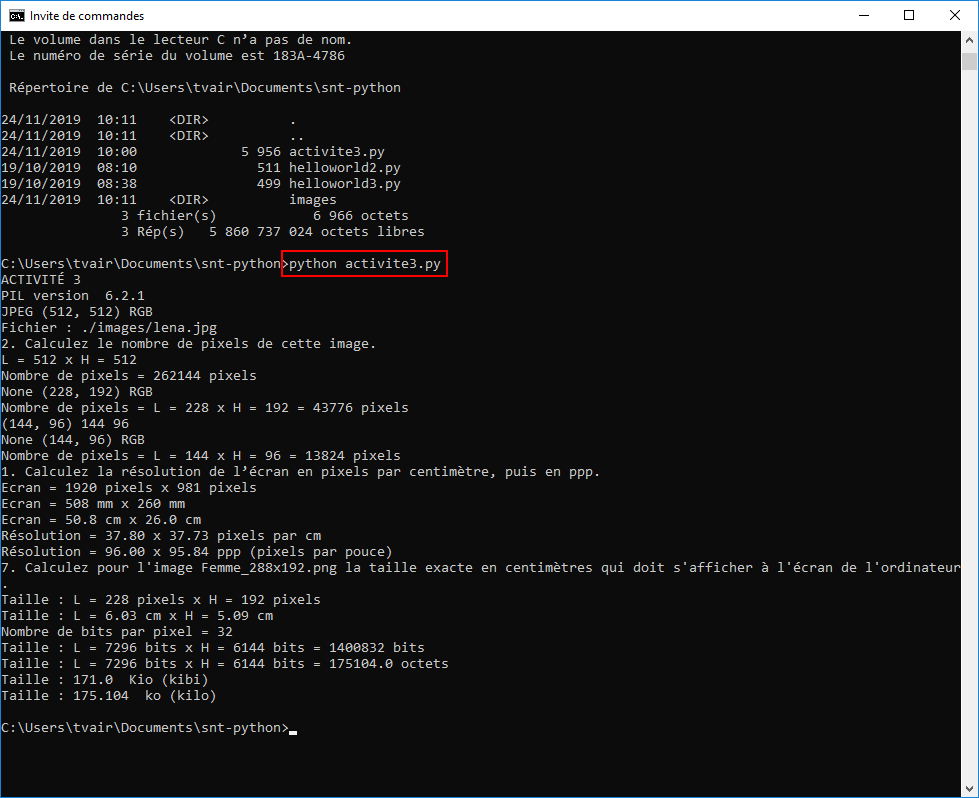 Invite de commandes
Le volume dans le lecteur C n’a pas de nom.
Le numéro de série du volume est 183A-4786
Répertoire de C:\Users\tvair\Documents\snt-python
24/11/2019  10:11    <DIR>          .
24/11/2019  10:11    <DIR>          ..
24/11/2019  10:00             5 956 activite3.py
19/10/2019  08:10               511 helloworld2.py
19/10/2019  08:38               499 helloworld3.py
24/11/2019  10:11    <DIR>          images
3 fichier(s)            6 966 octets
3 Rép(s)   5 860 737 024 octets libres
C:\Users\tvair\Documents\snt-python>python activite3.py
ACTIVITÉ 3
PIL version  6.2.1
JPEG (512, 512) RGB
Fichier : ./images/lena.jpg
2. Calculez le nombre de pixels de cette image.
L = 512 x H = 512
Nombre de pixels = 262144 pixels
None (228, 192) RGB
Nombre de pixels = L = 228 x H = 192 = 43776 pixels
(144, 96) 144 96
None (144, 96) RGB
Nombre de pixels = L = 144 x H = 96 = 13824 pixels
1. Calculez la résolution de l’écran en pixels par centimètre, puis en ppp.
Ecran = 1920 pixels x 981 pixels
Ecran = 508 mm x 260 mm
Ecran = 50.8 cm x 26.0 cm
Résolution = 37.80 x 37.73 pixels par cm
Résolution = 96.00 x 95.84 ppp (pixels par pouce)
7. Calculez pour l'image Femme_288x192.png la taille exacte en centimètres qui doit s'afficher à l'écran de l'ordinateur
.
Taille : L = 228 pixels x H = 192 pixels
Taille : L = 6.03 cm x H = 5.09 cm
Nombre de bits par pixel = 32
Taille : L = 7296 bits x H = 6144 bits = 1400832 bits
Taille : L = 7296 bits x H = 6144 bits = 175104.0 octets
Taille : 171.0  Kio (kibi)
Taille : 175.104  ko (kilo)
C:\Users\tvair\Documents\snt-python>